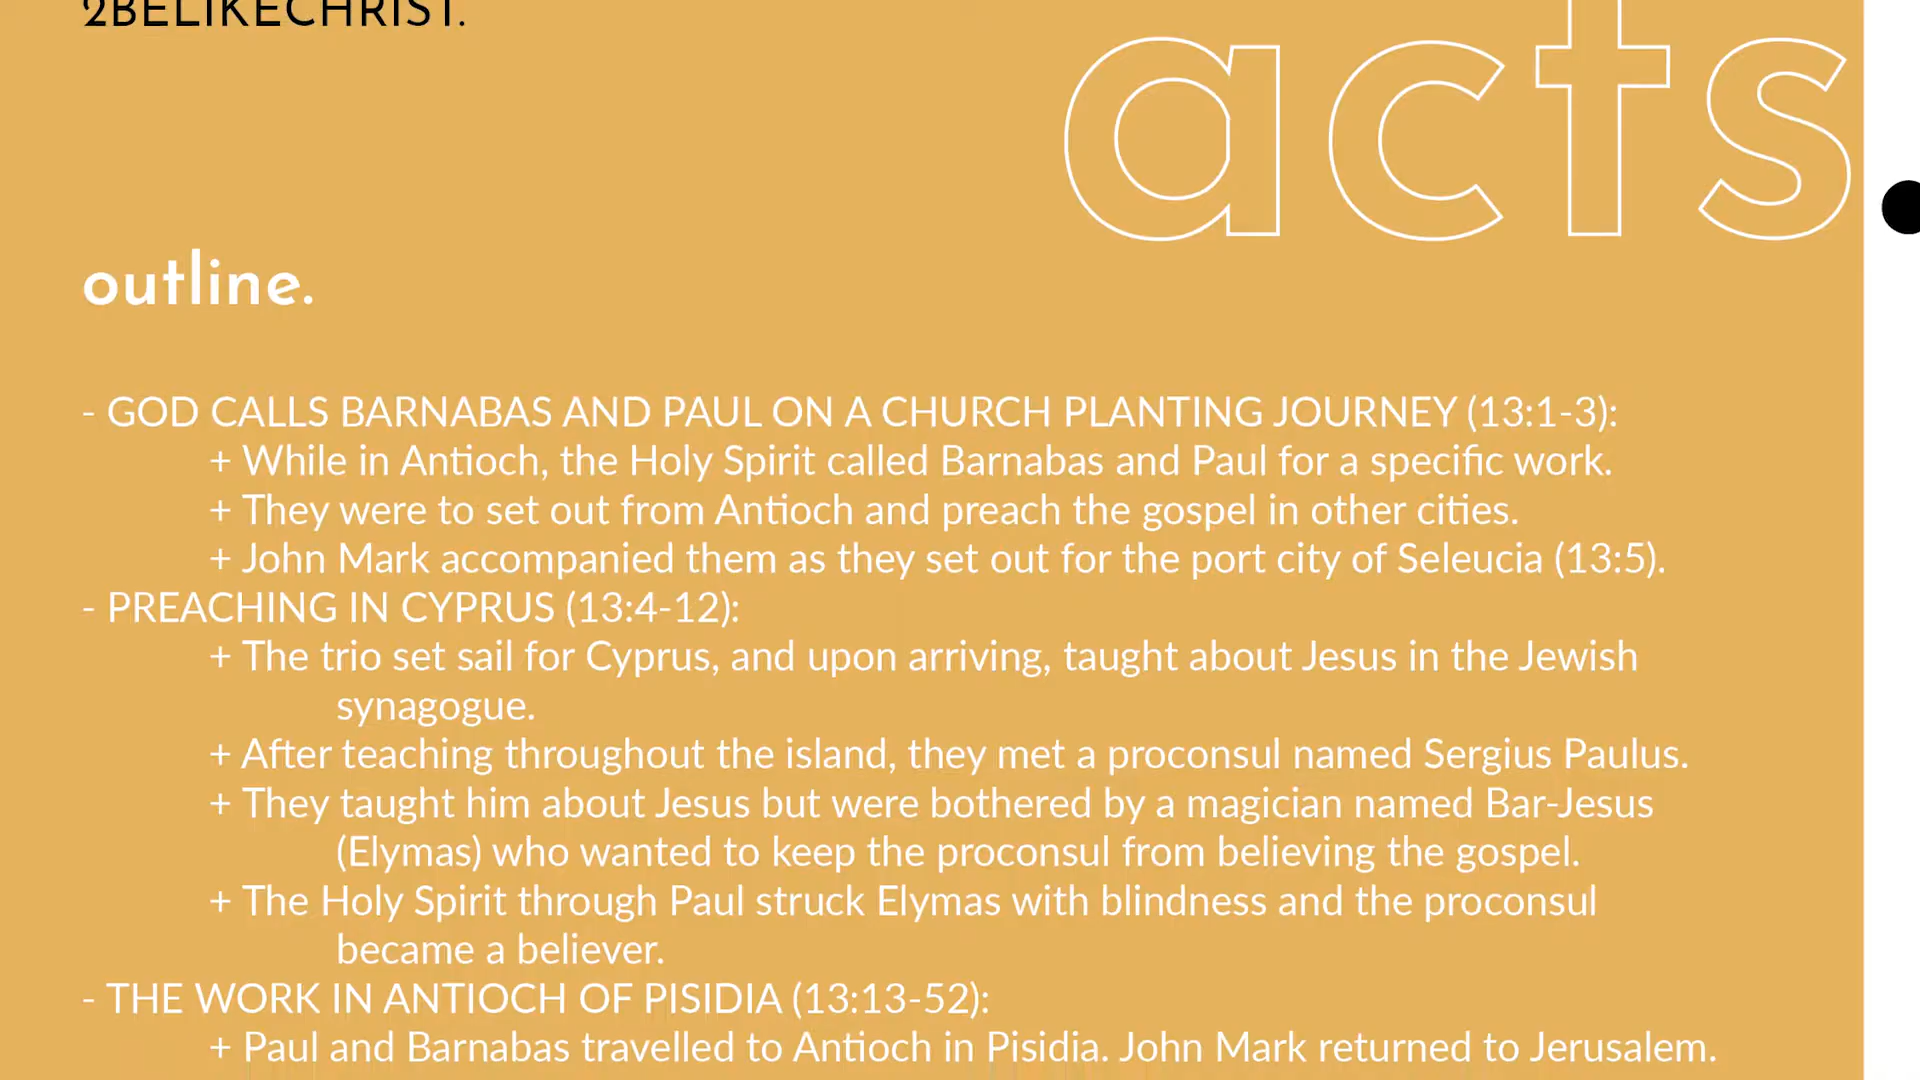 2BELIKECHRIST.
acts.
outline.
- GOD CALLS BARNABAS AND PAUL ON A CHURCH PLANTING JOURNEY (13:1-3):
+ While in Antioch, the Holy Spirit called Barnabas and Paul for a specific work.
+ They were to set out from Antioch and preach the gospel in other cities.
+ John Mark accompanied them as they set out for the port city of Seleucia (13:5).
- PREACHING IN CYPRUS (13:4-12):
+ The trio set sail for Cyprus, and upon arriving, taught about Jesus in the Jewish
synagogue.
+ After teaching throughout the island, they met a proconsul named Sergius Paulus.
+ They taught him about Jesus but were bothered by a magician named Bar-Jesus
(Elymas) who wanted to keep the proconsul from believing the gospel.
+ The Holy Spirit through Paul struck Elymas with blindness and the proconsul
became a believer.
- THE WORK IN ANTIOCH OF PISIDIA (13:13-52):
+ Paul and Barnabas travelled to Antioch in Pisidia. John Mark returned to Jerusalem.